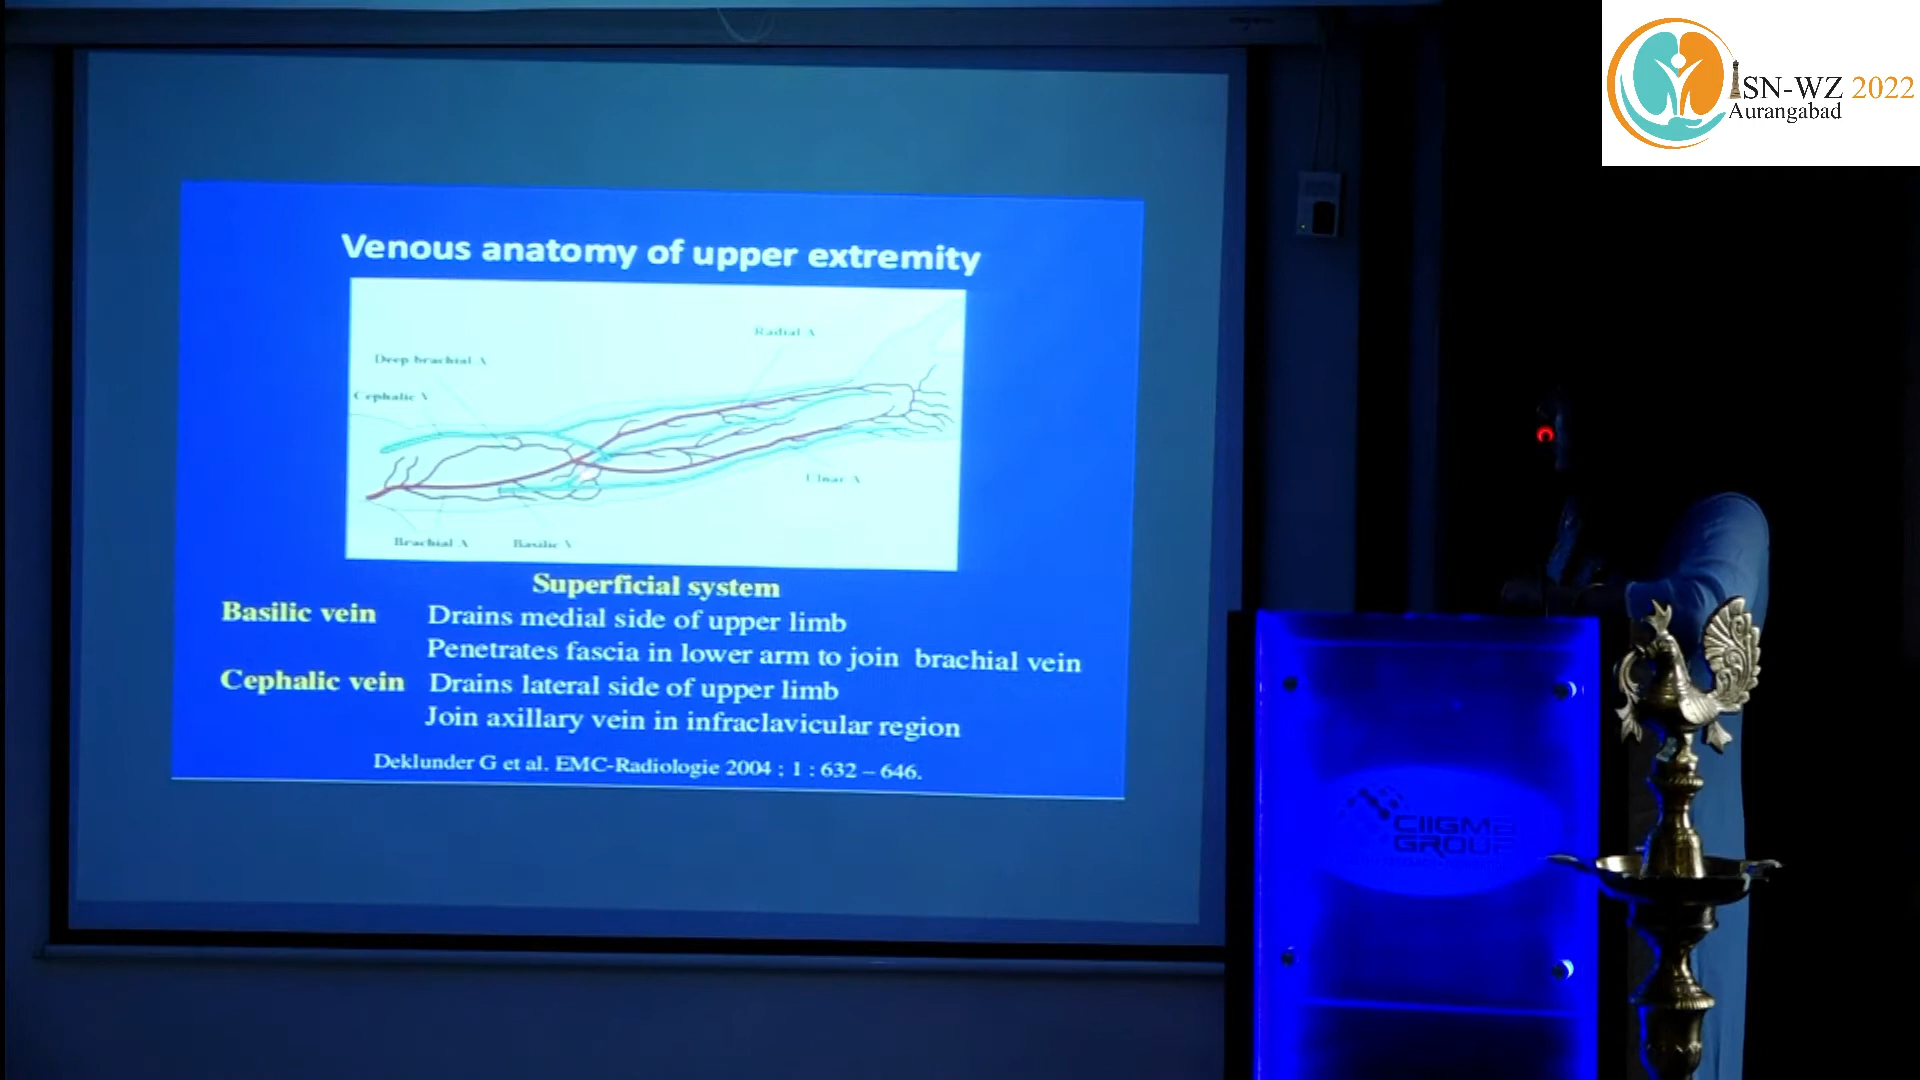 ISN-WZ 2022
Aurangabad
Venous anatomy of upper extremity
Radial A
Deep brachial A
Cephalic V
Ulnar A
Brachial A
Basilic V
Superficial system
Basilic vein Drains medial side of upper limb
Penetrates fascia in lower arm to join brachial vein
Cephalic vein Drains lateral side of upper limb
Join axillary vein in infraclavicular region
Deklunder G et al. EMC-Radiologie 2004 ; 1 : 632 – 646.
CIIGMA
GROUP